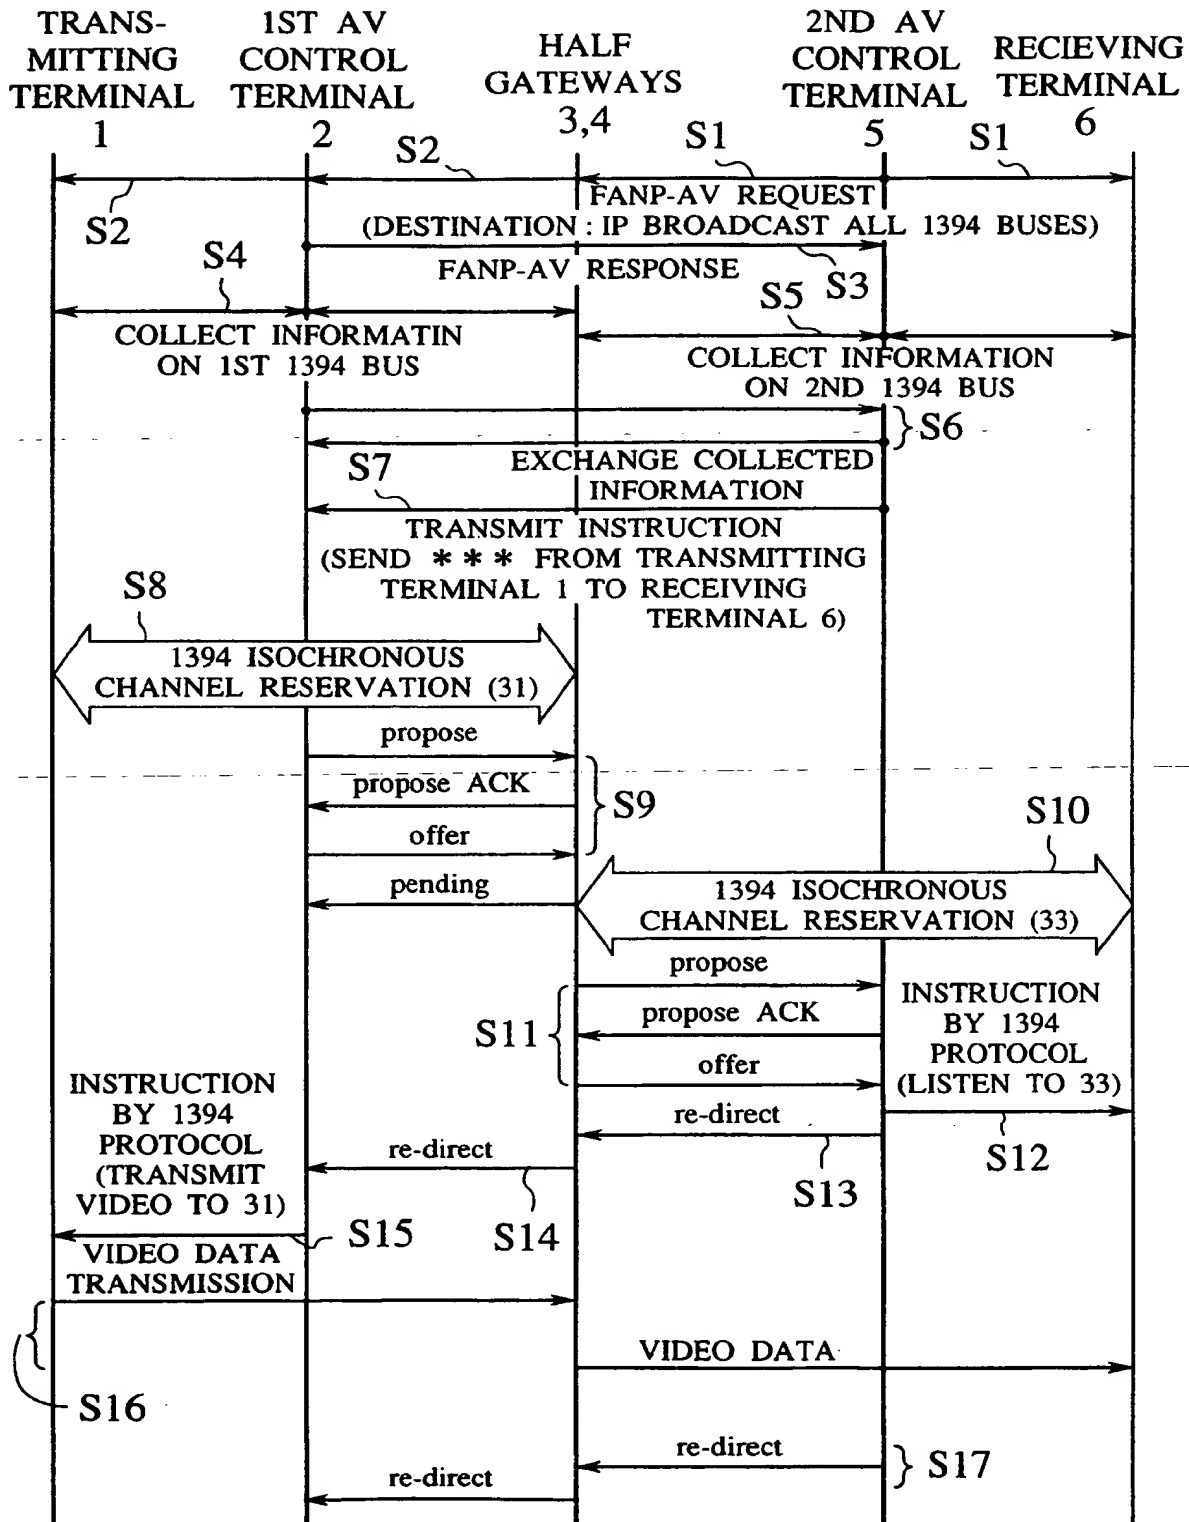 TRANS-
MITTING
TERMINAL
1
1ST AV
CONTROL
TERMINAL
2
HALF
GATEWAYS
3,4
2ND AV
CONTROL
TERMINAL
5
RECIEVING
TERMINAL
6
S2
S2
S1
S1
FANP-AV REQUEST
(DESTINATION : IP BROADCAST ALL 1394 BUSES)
S3
FANP-AV RESPONSE
S4
COLLECT INFORMATIN
ON 1ST 1394 BUS
S5
COLLECT INFORMATION
ON 2ND 1394 BUS
S6
EXCHANGE COLLECTED
INFORMATION
S7
TRANSMIT INSTRUCTION
(SEND * * * FROM TRANSMITTING
TERMINAL 1 TO RECEIVING
TERMINAL 6)
S8
1394 ISOCHRONOUS
CHANNEL RESERVATION (31)
propose
propose ACK
offer
S9
pending
S10
1394 ISOCHRONOUS
CHANNEL RESERVATION (33)
propose
propose ACK
offer
S11
INSTRUCTION
BY 1394
PROTOCOL
(LISTEN TO 33)
S12
re-direct
S13
re-direct
S14
INSTRUCTION
BY 1394
PROTOCOL
(TRANSMIT
VIDEO TO 31)
S15
VIDEO DATA
TRANSMISSION
VIDEO DATA
S16
re-direct
S17
re-direct